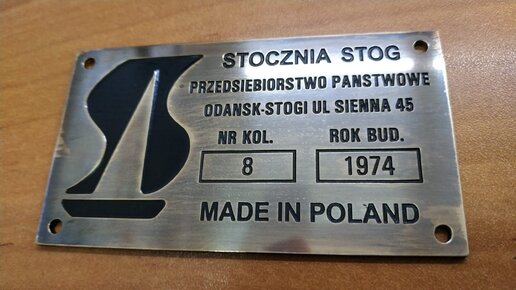 STOCZNIA STOG
PRZEDSIEBIORSTWO PANSTWOWE
ODANSK-STOGI UL SIENNA 45
NR KOL. ROK BUD.
8 1974
MADE IN POLAND